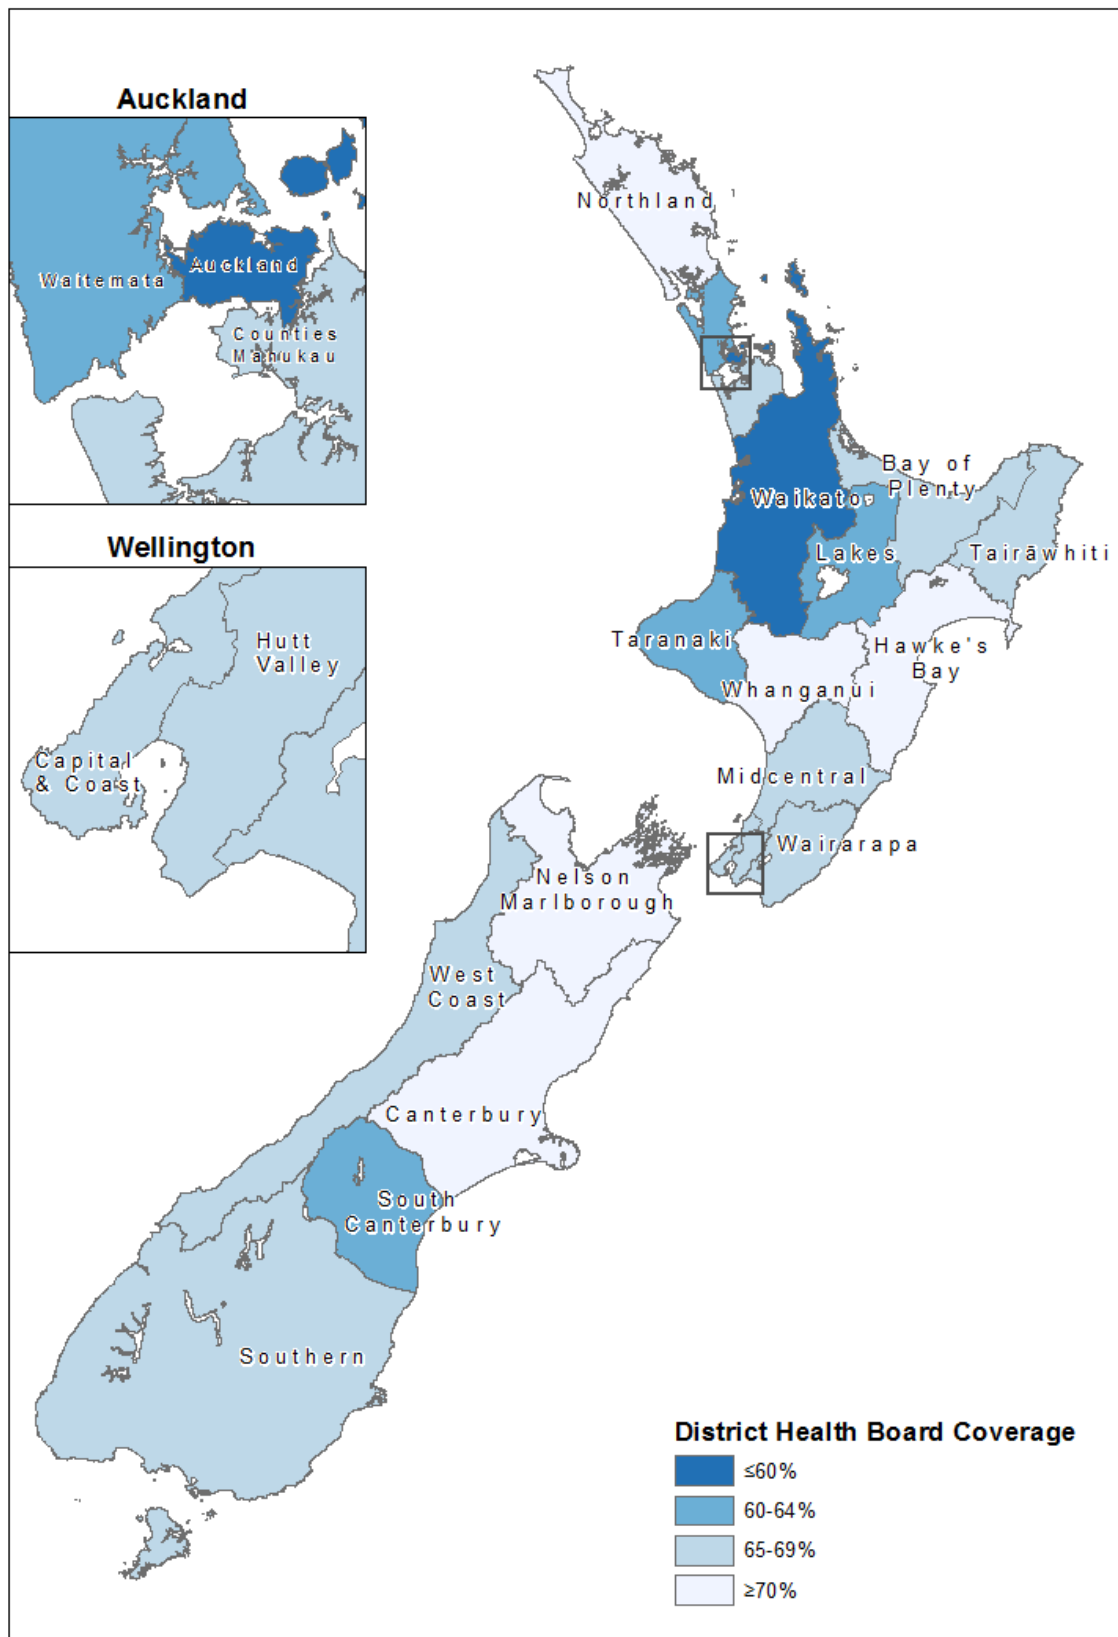 Auckland
Waitemata
Auckland
Counties
Mahukau
Wellington
Hutt
Valley
Capital
& Coast
Northland
Waikato
Bay of
Plenty
Lakes
Tairāwhiti
Taranaki
Hawke's
Bay
Whanganui
Midcentral
Wairarapa
Nelson
Marlborough
West
Coast
Canterbury
South
Canterbury
Southern
District Health Board Coverage
≤60%
60-64%
65-69%
≥70%